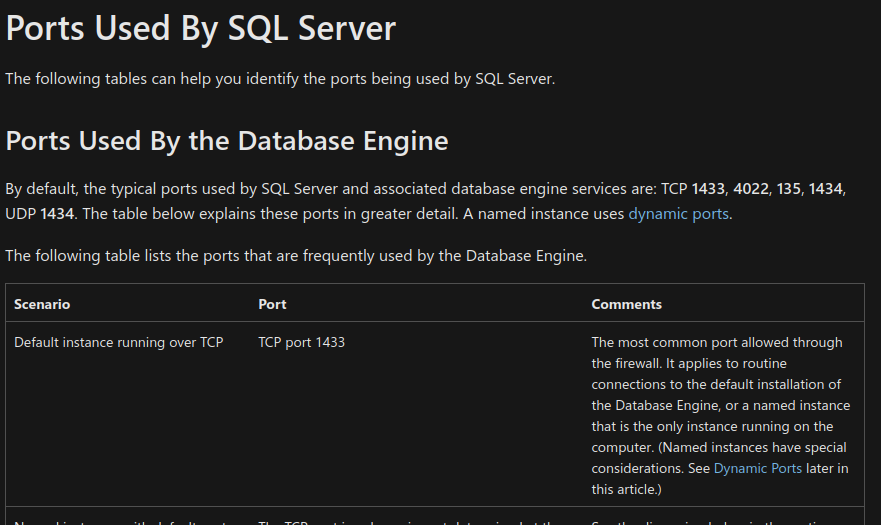 Ports Used By SQL Server
The following tables can help you identify the ports being used by SQL Server.
Ports Used By the Database Engine
By default, the typical ports used by SQL Server and associated database engine services are: TCP 1433, 4022, 135, 1434,
UDP 1434. The table below explains these ports in greater detail. A named instance uses dynamic ports.
The following table lists the ports that are frequently used by the Database Engine.
Scenario Port Comments
Default instance running over TCP TCP port 1433 The most common port allowed through
the firewall. It applies to routine
connections to the default installation of
the Database Engine, or a named instance
that is the only instance running on the
computer. (Named instances have special
considerations. See Dynamic Ports later in
this article.)